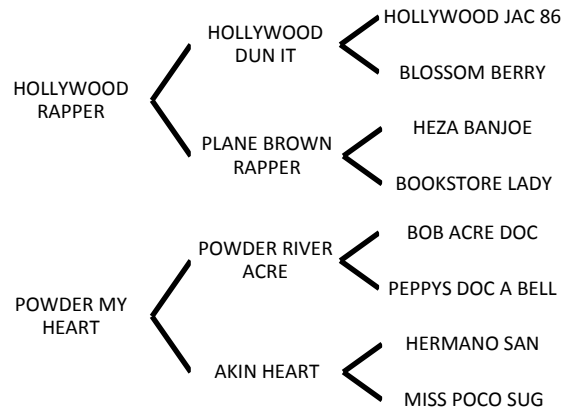 HOLLYWOOD
RAPPER
HOLLYWOOD
DUN IT
HOLLYWOOD JAC 86
BLOSSOM BERRY
PLANE BROWN
RAPPER
HEZA BANJOE
BOOKSTORE LADY
POWDER MY
HEART
POWDER RIVER
ACRE
BOB ACRE DOC
PEPPYS DOC A BELL
AKIN HEART
HERMANO SAN
MISS POCO SUG